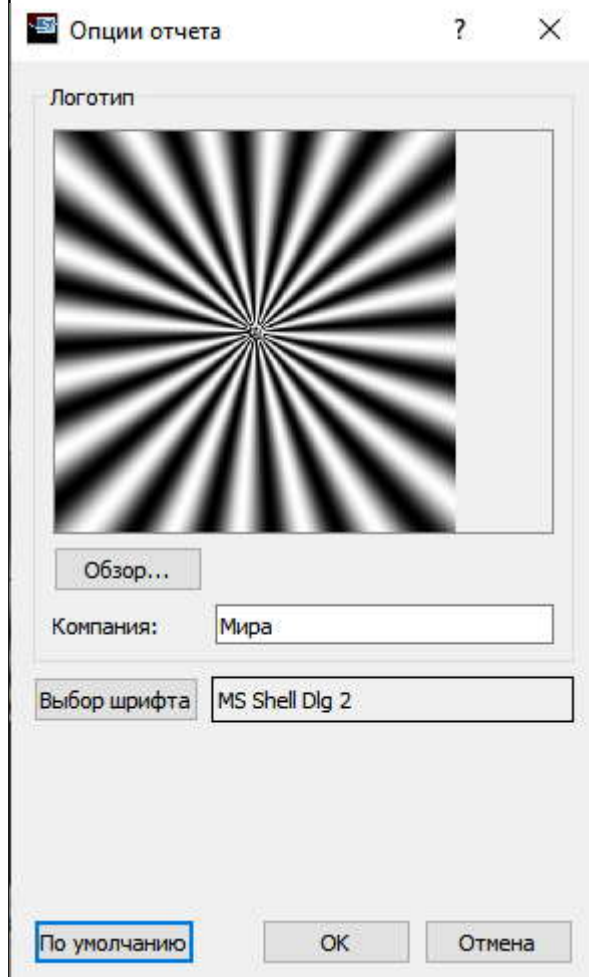 Опции отчета ?
Логотип
Обзор...
Компания: Мира
Выбор шрифта MS Shell Dlg 2
По умолчанию OK Отмена